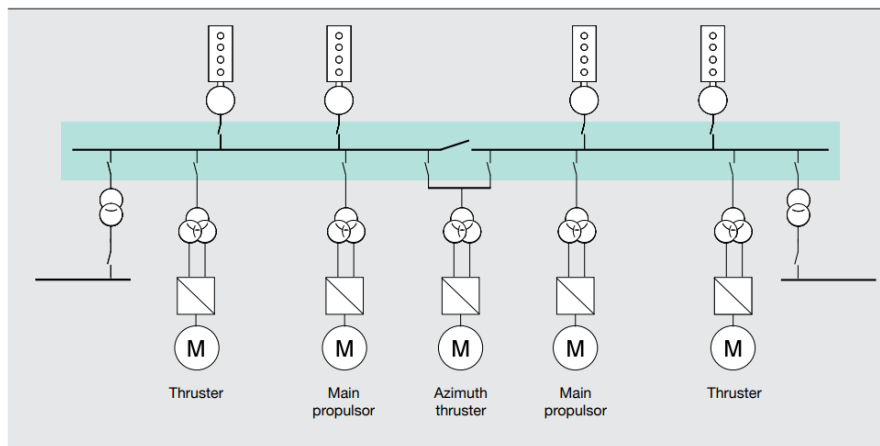 M
M
M
M
M
Thruster
Main
propulsor
Azimuth
thruster
Main
propulsor
Thruster